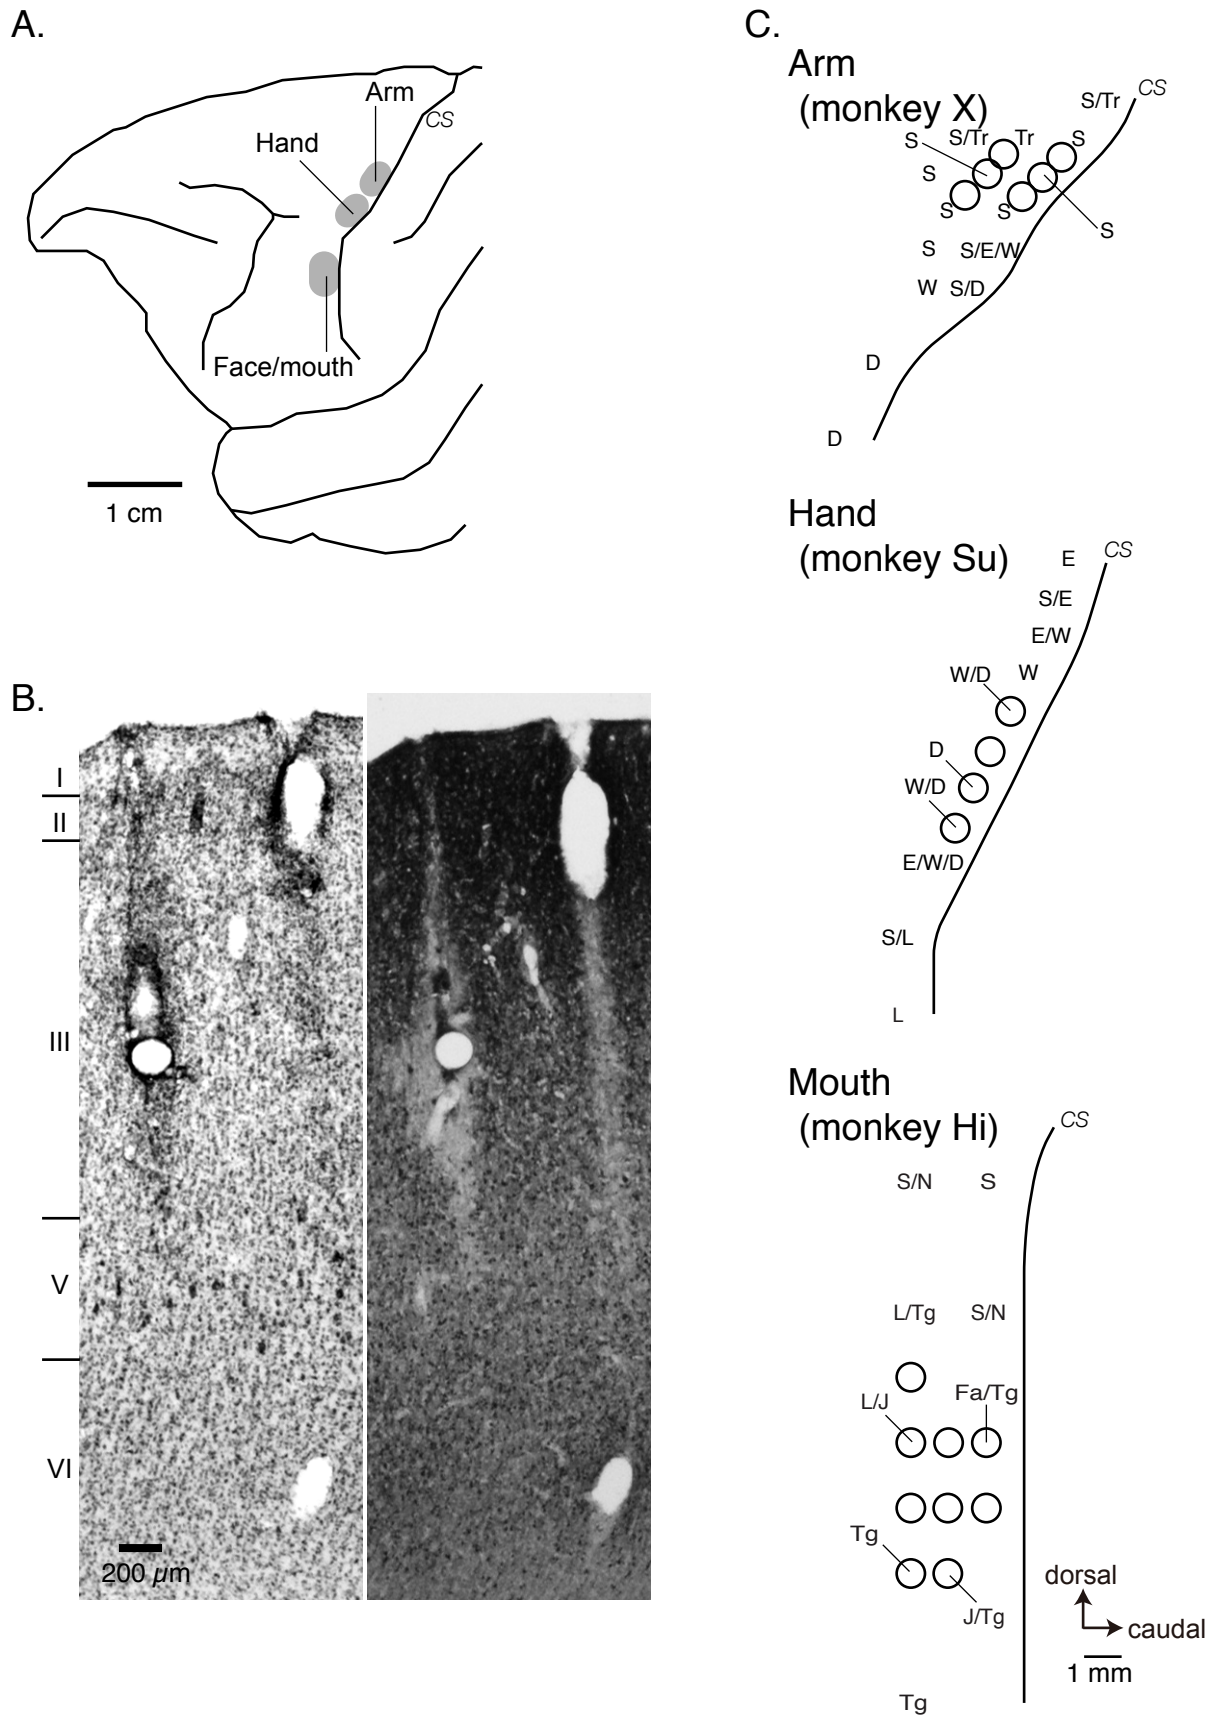 A.
Arm
CS
Hand
Face/mouth
1 cm
B.
I
II
III
V
VI
200 µm
C.
Arm
(monkey X)
S/Tr
CS
S
S/Tr
Tr
S
S
S
S
S
S
S/E/W
W
S/D
D
D
Hand
(monkey Su)
E
CS
S/E
E/W
W/D
W
D
W/D
E/W/D
S/L
L
Mouth
(monkey Hi)
CS
S/N
S
L/Tg
S/N
L/J
Fa/Tg
Tg
J/Tg
Tg
dorsal
caudal
1 mm